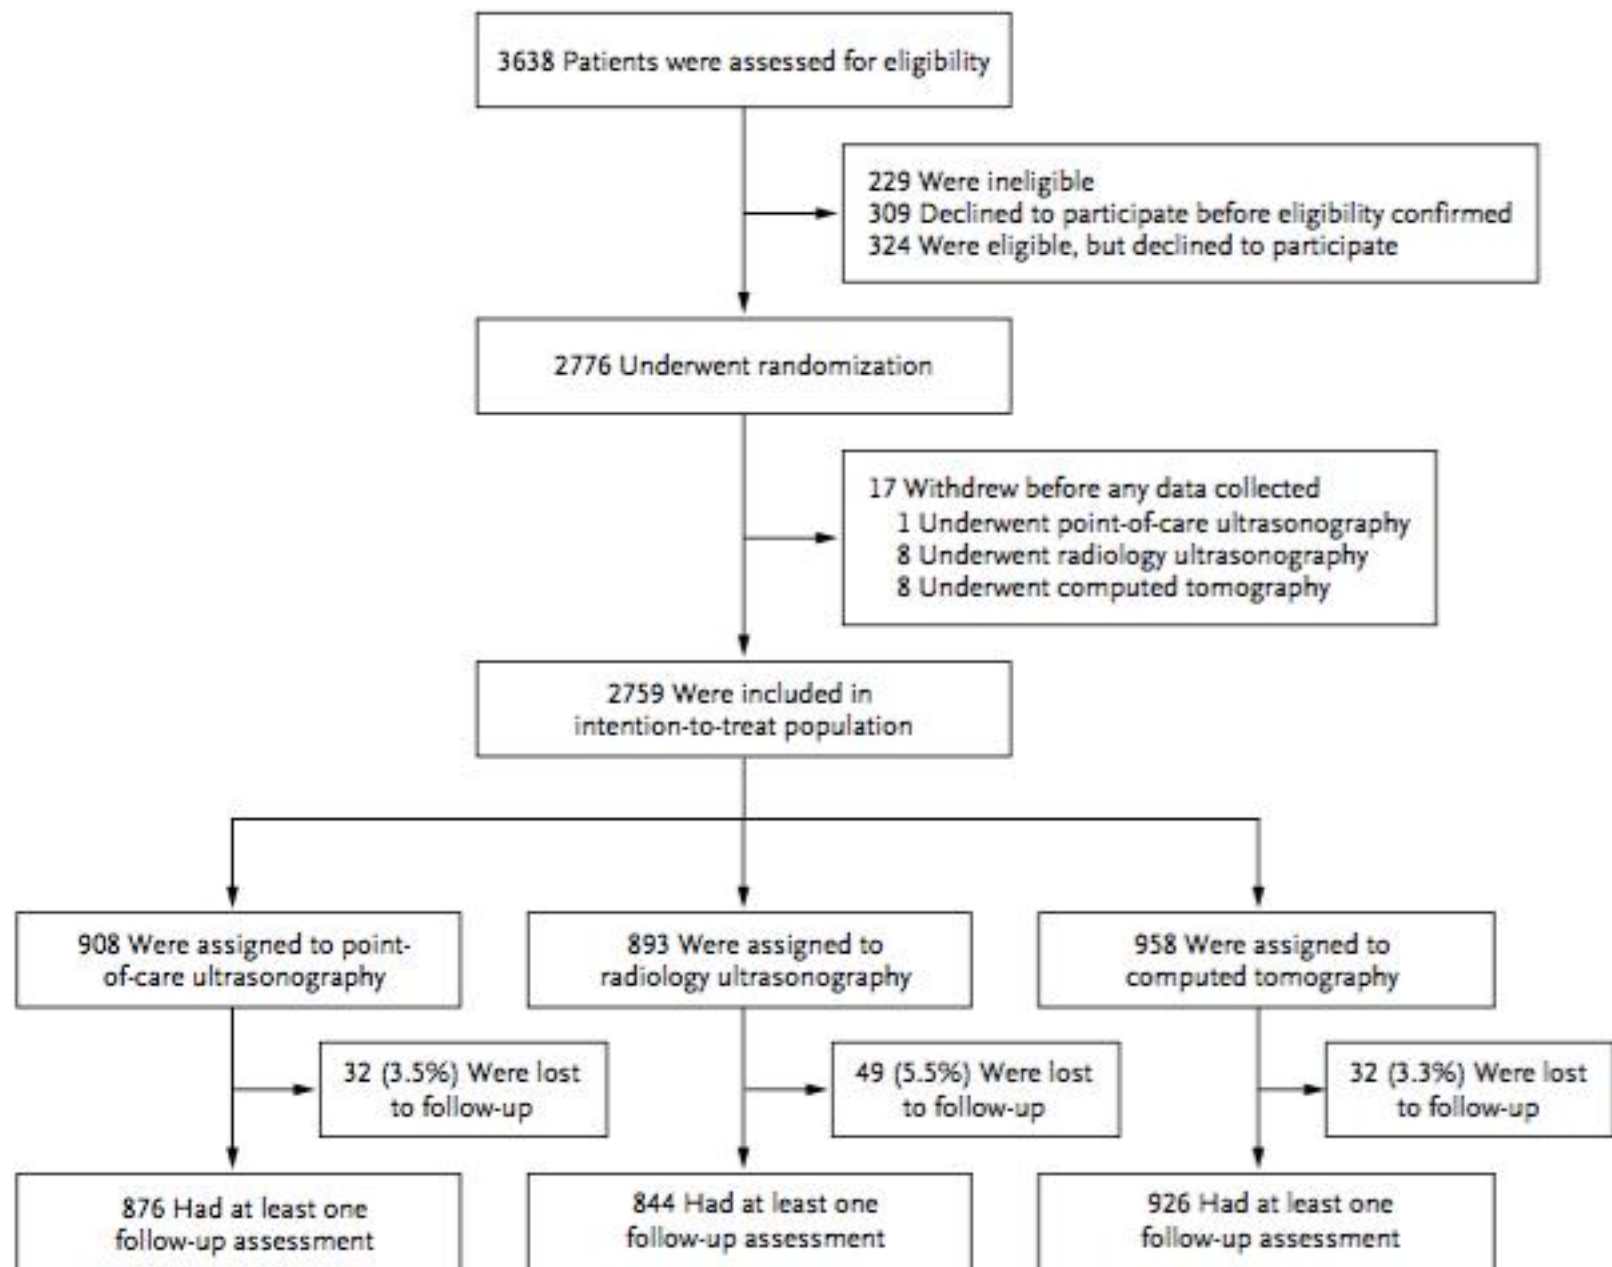 3638 Patients were assessed for eligibility
229 Were ineligible
309 Declined to participate before eligibility confirmed
324 Were eligible, but declined to participate
2776 Underwent randomization
17 Withdrew before any data collected
1 Underwent point-of-care ultrasonography
8 Underwent radiology ultrasonography
8 Underwent computed tomography
2759 Were included in
intention-to-treat population
908 Were assigned to point-
of-care ultrasonography
893 Were assigned to
radiology ultrasonography
958 Were assigned to
computed tomography
32 (3.5%) Were lost
to follow-up
49 (5.5%) Were lost
to follow-up
32 (3.3%) Were lost
to follow-up
876 Had at least one
follow-up assessment
844 Had at least one
follow-up assessment
926 Had at least one
follow-up assessment